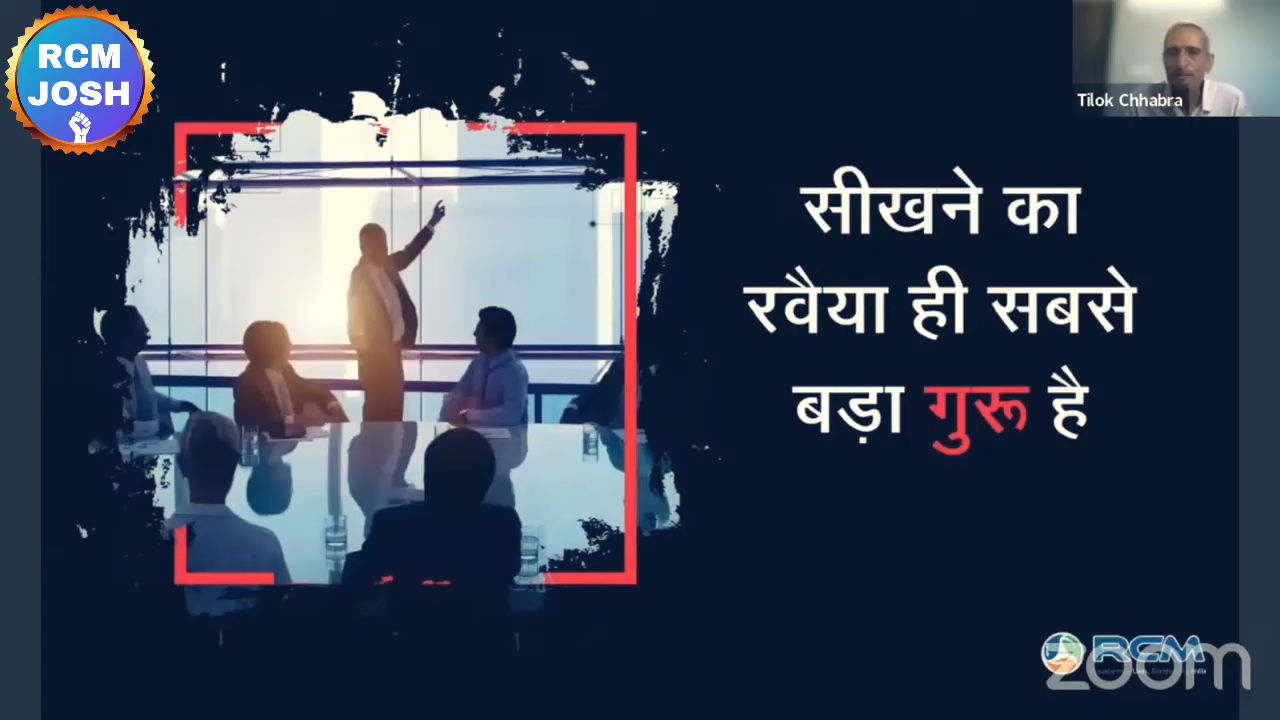 RCM
JOSH
Tilok Chhabra
सीखने का
रवैया ही सबसे
बड़ा गुरू है
RCM
zoom